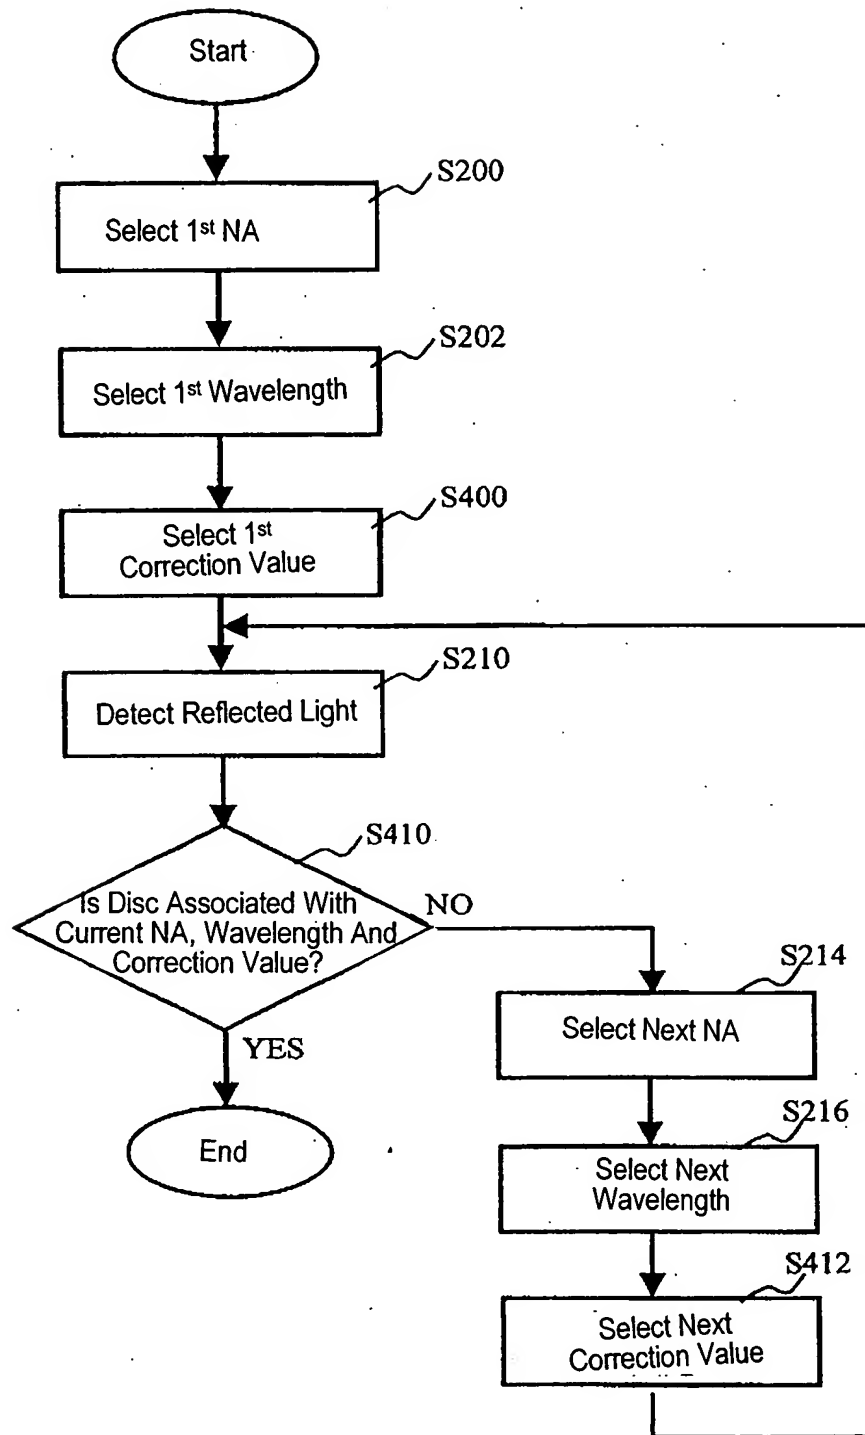 Start
S200
Select 1st NA
S202
Select 1st Wavelength
S400
Select 1st
Correction Value
S210
Detect Reflected Light
S410
Is Disc Associated With
Current NA, Wavelength And
Correction Value?
NO
YES
End
S214
Select Next NA
S216
Select Next
Wavelength
S412
Select Next
Correction Value